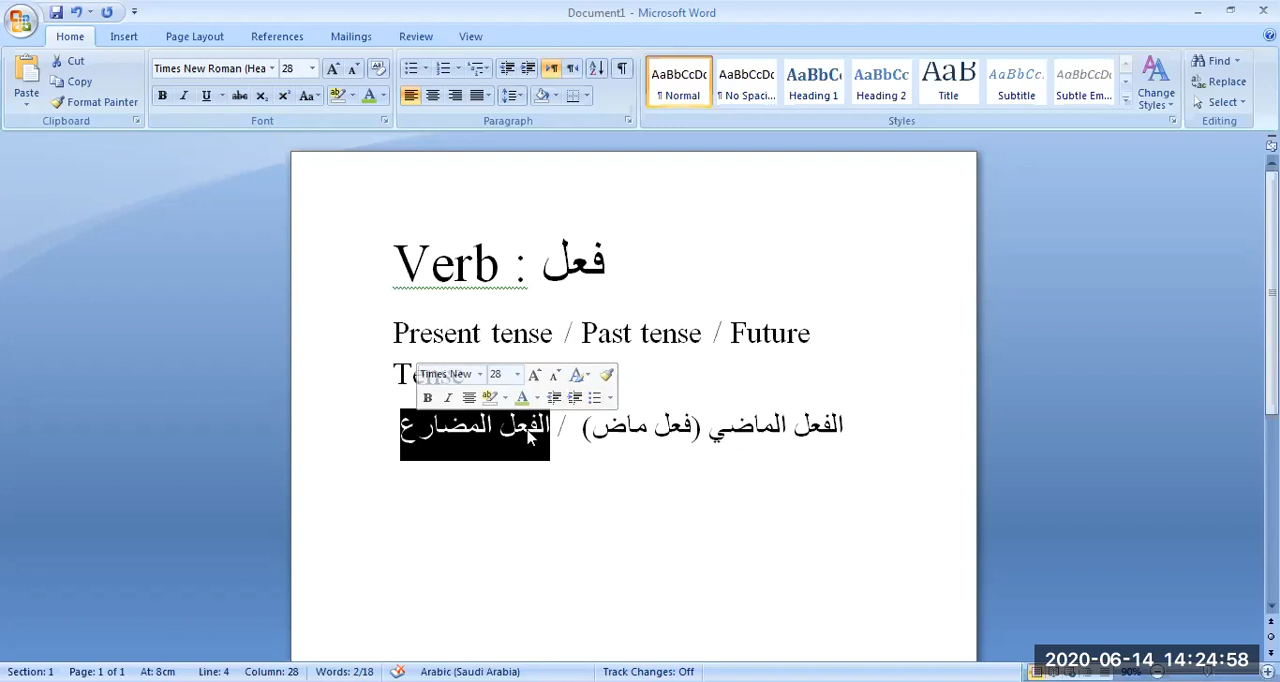 Document1 - Microsoft Word
Home Insert Page Layout References Mailings Review View
Paste
Cut
Copy
Format Painter
Clipboard
Times New Roman (Hea 28
Font
Paragraph
AaBbCcDc AaBbCcDc AaBbC AaBbCc AaB AaBbCc. AaBbCcDc
¶ Normal ¶ No Spaci... Heading 1 Heading 2 Title Subtitle Subtle Em...
Change Styles
Styles
Find
Replace
Select
Editing
Verb : فعل
Present tense / Past tense / Future
Tense
Times New 28
الفعل الماضي (فعل ماض) / الفعل المضارع
Section: 1 Page: 1 of 1 At: 8cm Line: 4 Column: 28 Words: 2/18 Arabic (Saudi Arabia) Track Changes: Off 90%
2020-06-14 14:24:58